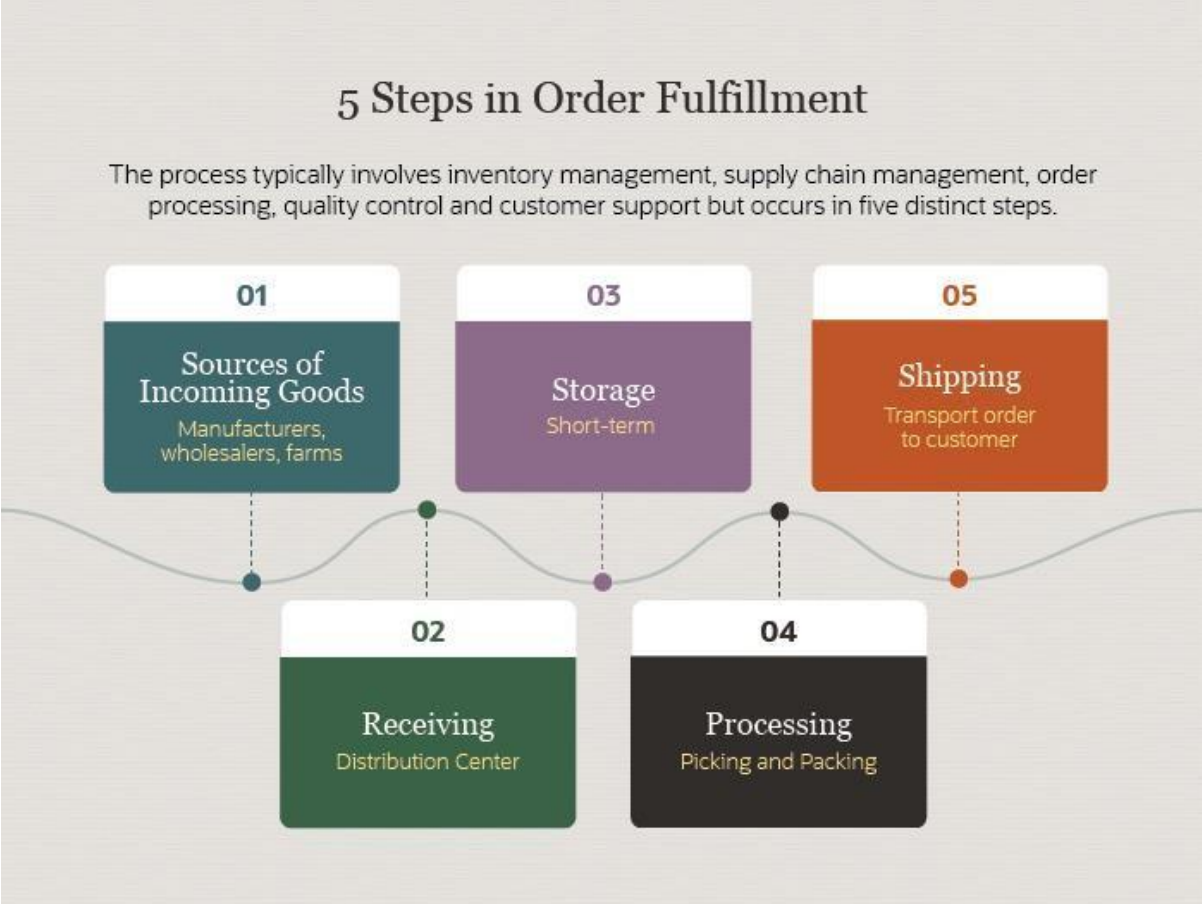 5 Steps in Order Fulfillment
The process typically involves inventory management, supply chain management, order
processing, quality control and customer support but occurs in five distinct steps.
01
Sources of
Incoming Goods
Manufacturers,
wholesalers, farms
02
Receiving
Distribution Center
03
Storage
Short-term
04
Processing
Picking and Packing
05
Shipping
Transport order
to customer